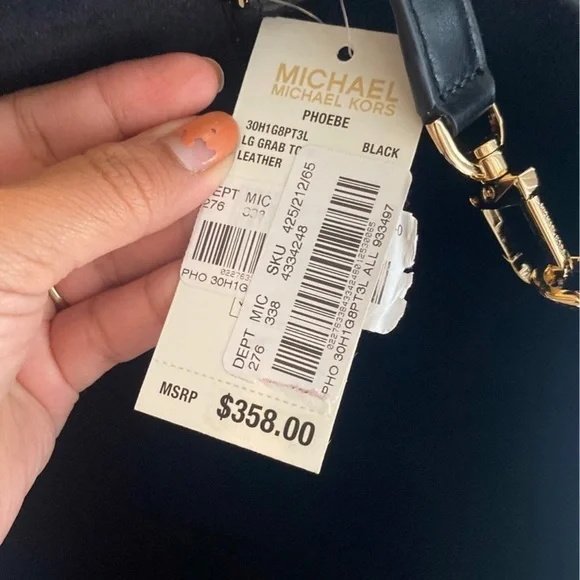 MICHAEL
MICHAEL KORS
PHOEBE
30H1G8PT3L
LG GRAB TO
BLACK
LEATHER
DEPT MIC
276 338
PHO 30H1G
DEPT MIC SKU 425/212/65
276 338 4334248
PHO 30H1G8PT3L ALL 933497
MSRP $358.00